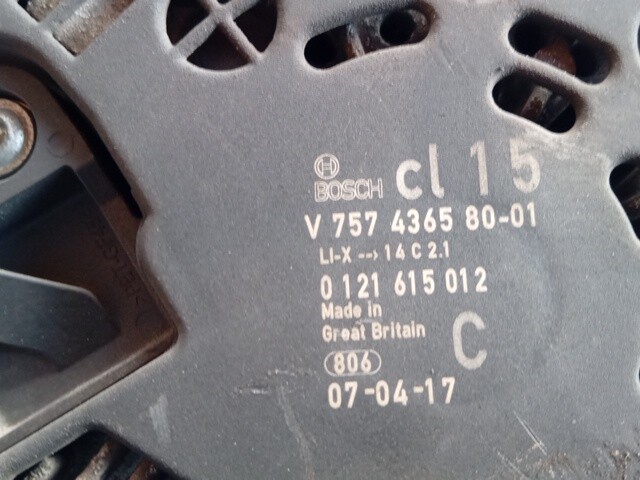 BOSCH cl 15
V 757 4365 80-01
LI-X --> 14 C 2.1
0 121 615 012
Made in
Great Britain C
806
07-04-17